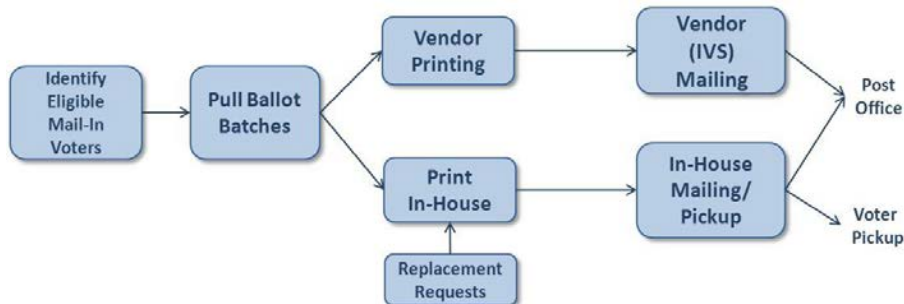 Identify
Eligible
Mail-In
Voters
Pull Ballot
Batches
Vendor
Printing
Vendor
(IVS)
Mailing
Post
Office
Print
In-House
In-House
Mailing/
Pickup
Voter
Pickup
Replacement
Requests